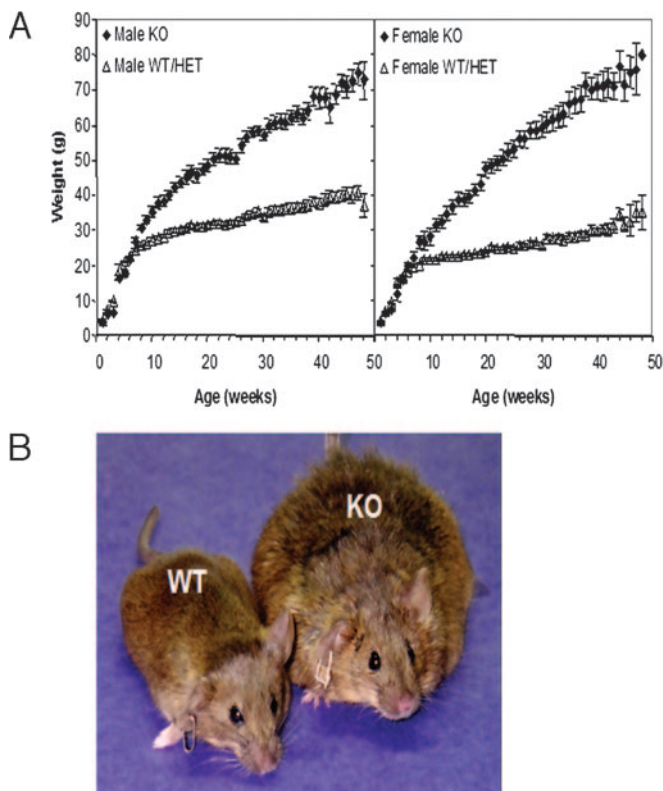 A
Male KO
Male WT/HET
Female KO
Female WT/HET
90
80
70
60
50
40
30
20
10
0
Weight (g)
0 10 20 30 40 50
0 10 20 30 40 50
Age (weeks)
Age (weeks)
B
WT
KO